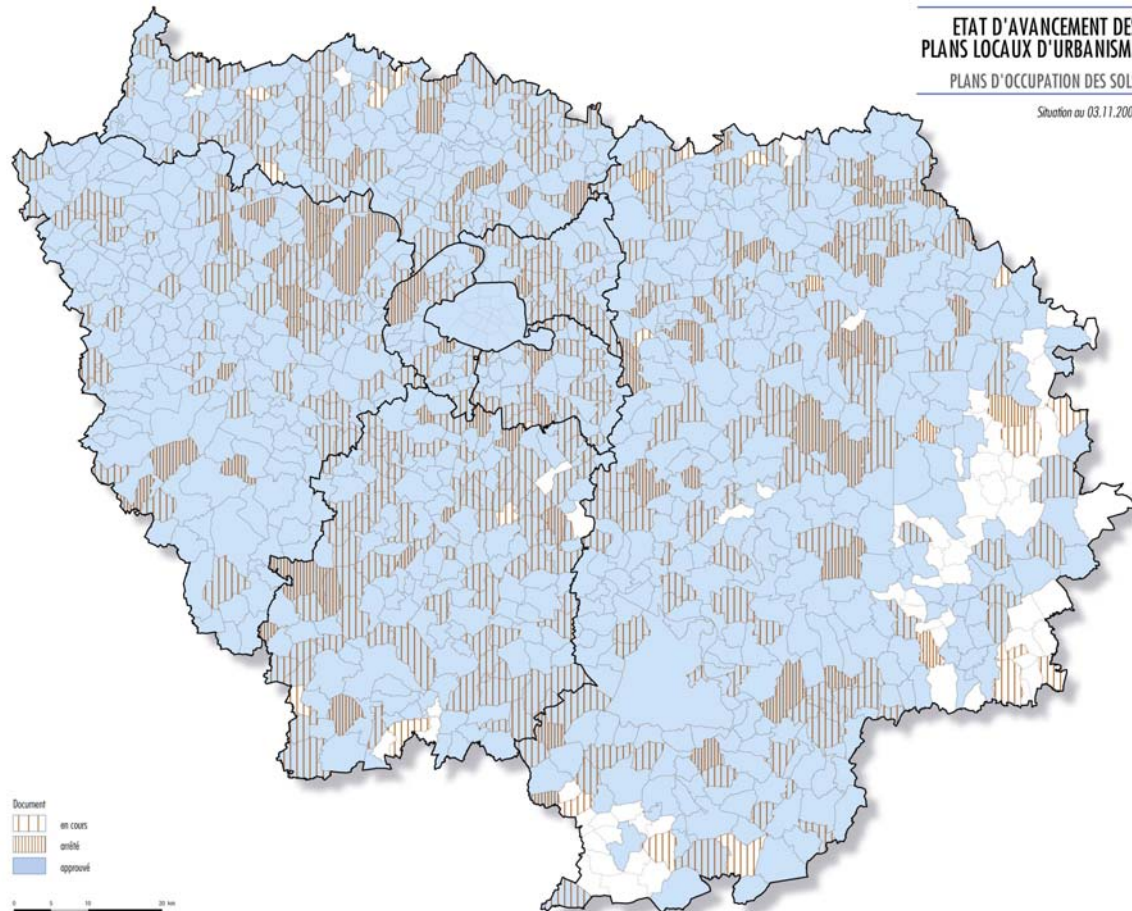 ETAT D'AVANCEMENT DES
PLANS LOCAUX D'URBANISM
PLANS D'OCCUPATION DES SOL
Situation au 03.11.200
Document
en cours
arrêté
approuvé
0 5 10 20 km